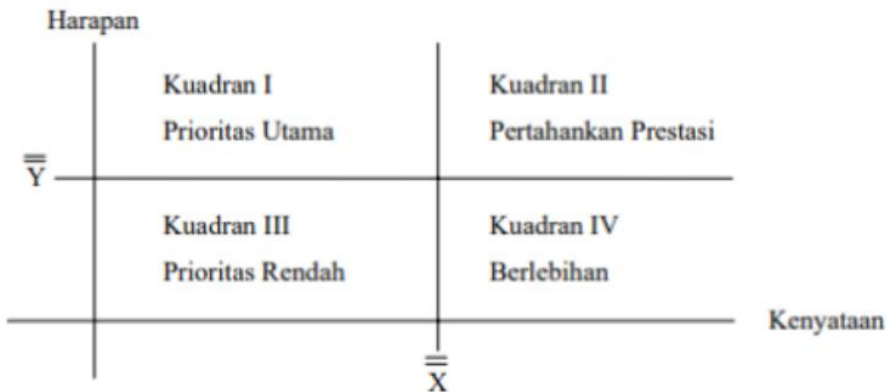 Harapan
Kuadran I
Prioritas Utama
Kuadran II
Pertahankan Prestasi
Y
Kuadran III
Prioritas Rendah
Kuadran IV
Berlebihan
Kenyataan
X